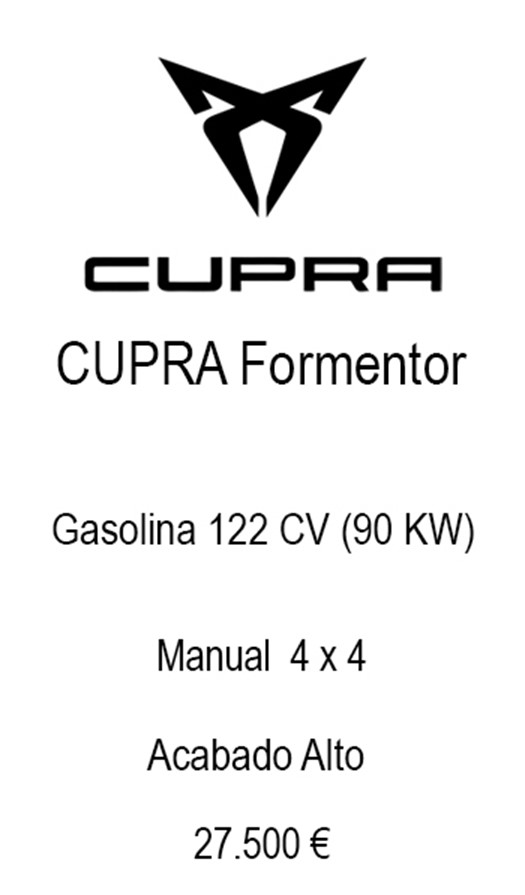 CUPRA
CUPRA Formentor
Gasolina 122 CV (90 KW)
Manual 4 x 4
Acabado Alto
27.500 €